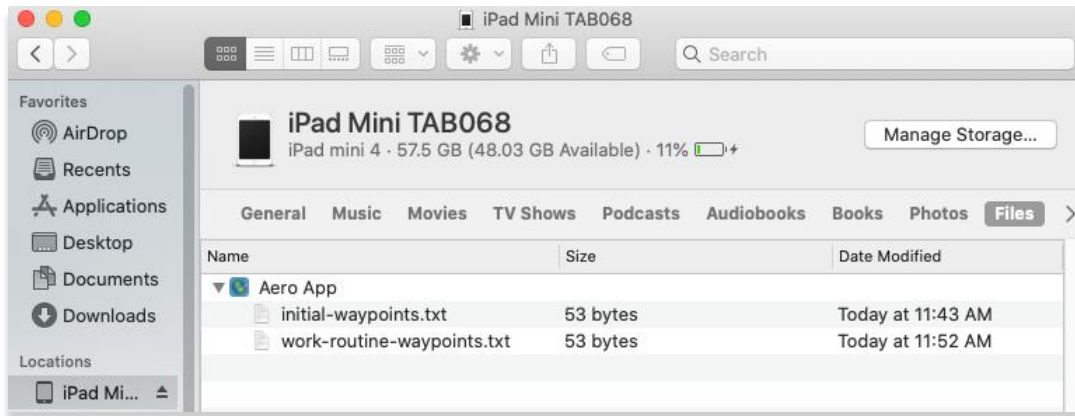 iPad Mini TAB068
Search
Favorites
AirDrop
Recents
Applications
Desktop
Documents
Downloads
Locations
iPad Mi...
iPad Mini TAB068
iPad mini 4 · 57.5 GB (48.03 GB Available) · 11%
Manage Storage...
General Music Movies TV Shows Podcasts Audiobooks Books Photos Files
Name Size Date Modified
Aero App
initial-waypoints.txt 53 bytes Today at 11:43 AM
work-routine-waypoints.txt 53 bytes Today at 11:52 AM